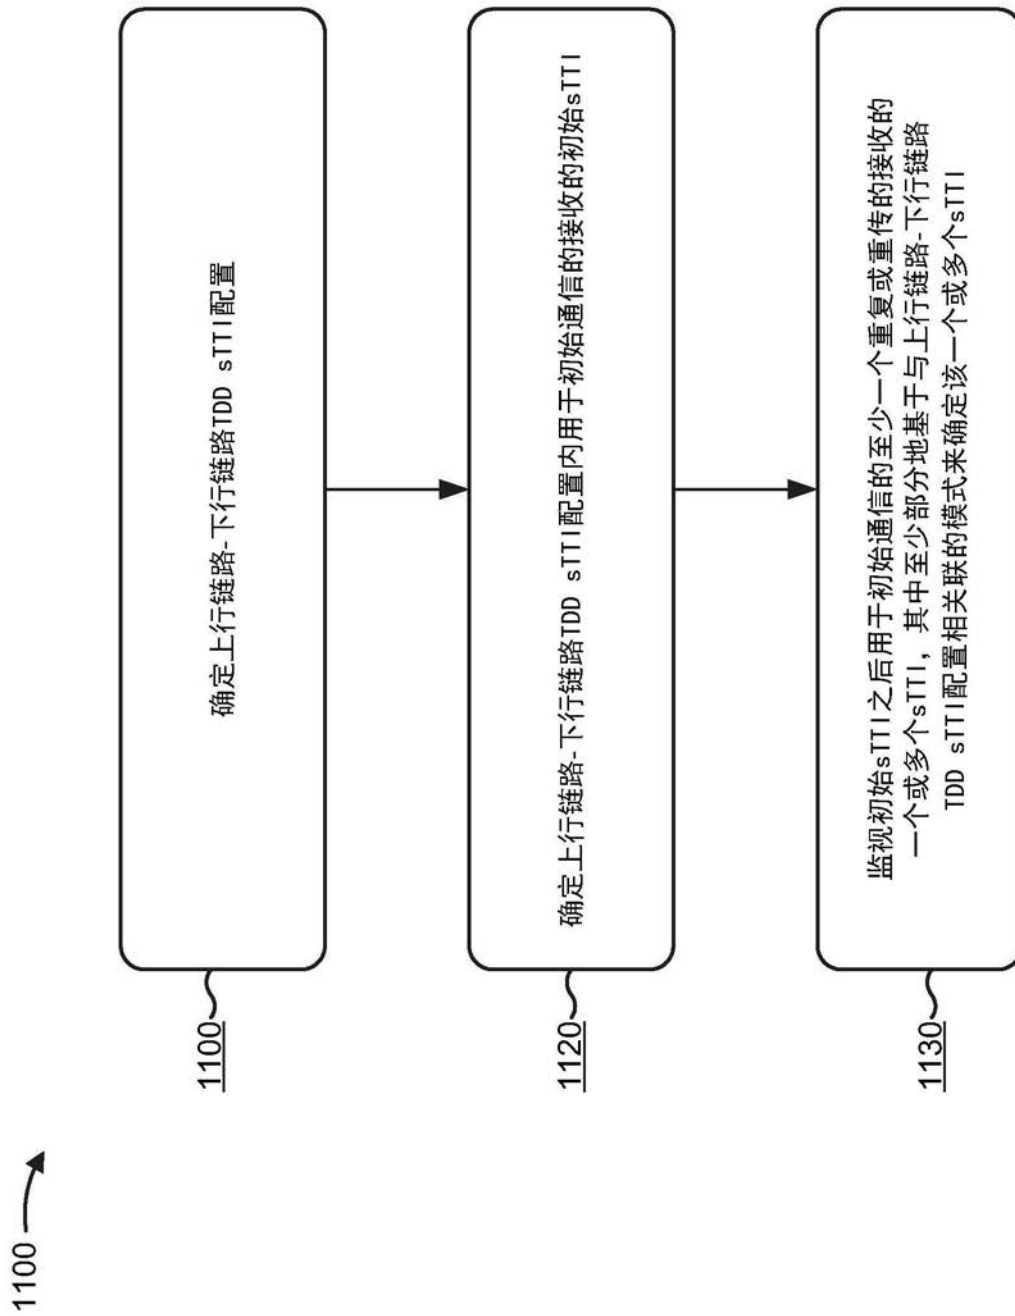 1100
1100
确定上行链路-下行链路TDD sTTI配置
1120
确定上行链路-下行链路TDD sTTI配置内用于初始通信的接收的初始sTTI
1130
监视初始sTTI之后用于初始通信的至少一个重复或重传的接收的
一个或多个sTTI，其中至少部分地基于与上行链路-下行链路
TDD sTTI配置相关联的模式来确定该一个或多个sTTI